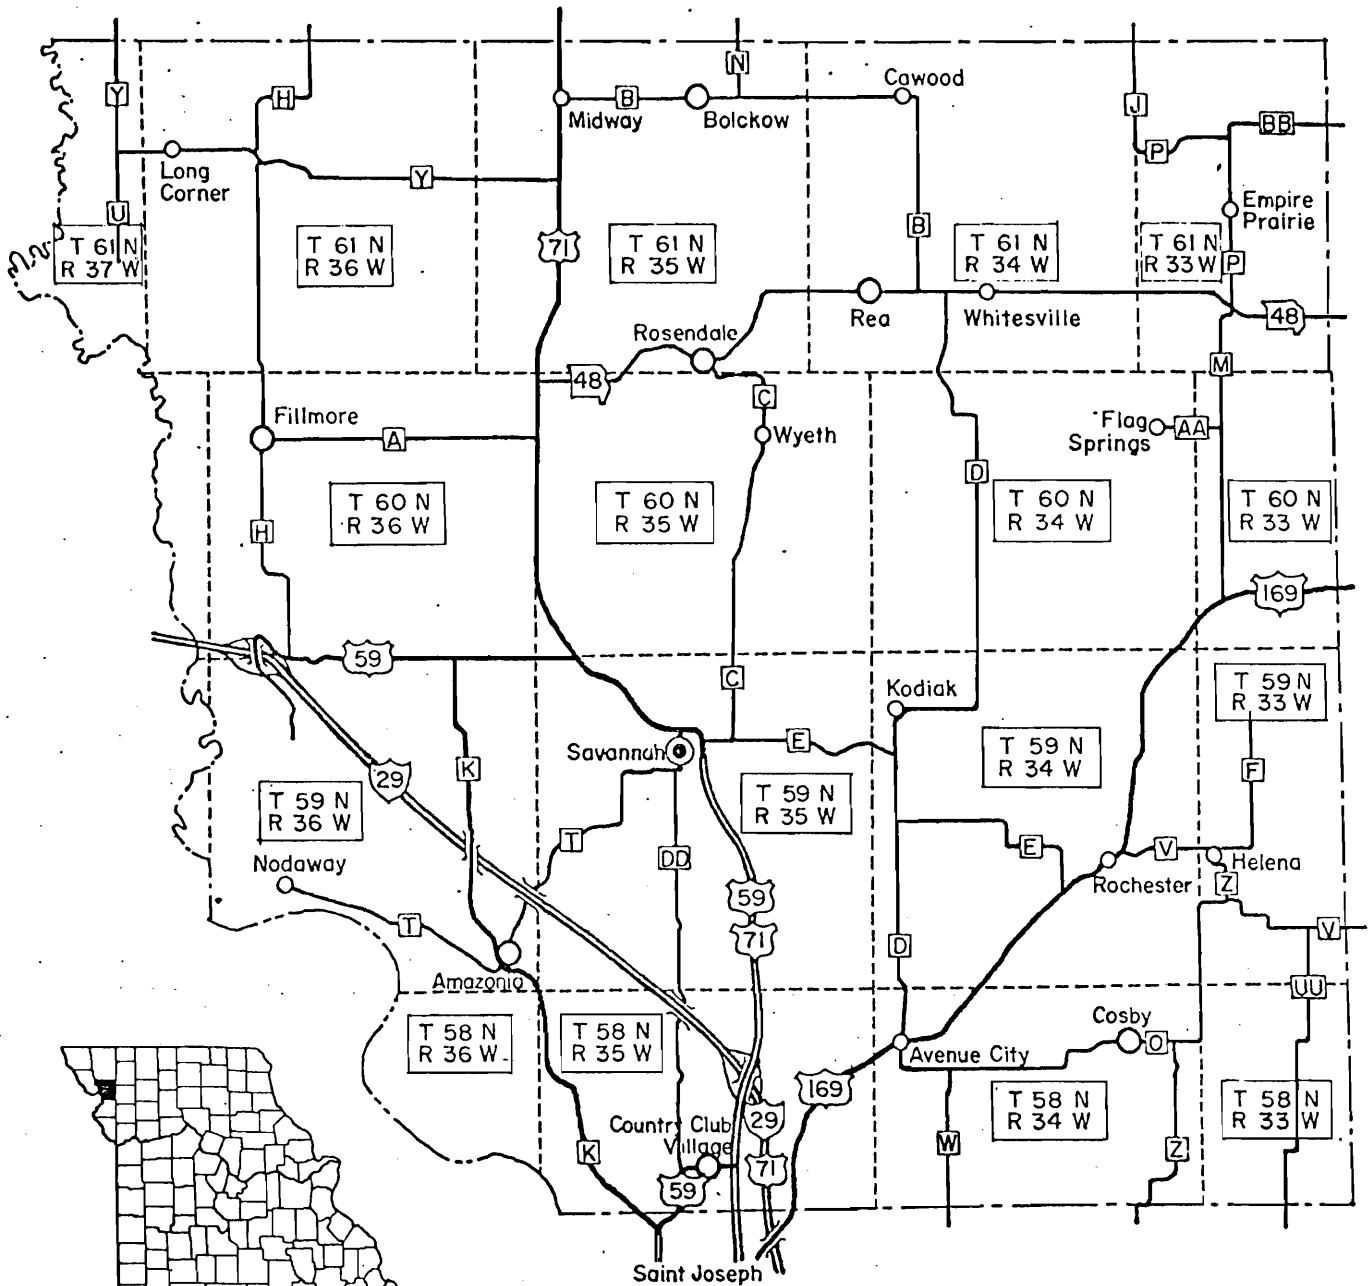 Y
H
N
Cawood
B
Midway
Bolckow
J
BB
P
Long
Corner
Y
U
Empire
Prairie
T 61 N
R 37 W
T 61 N
R 36 W
71
T 61 N
R 35 W
B
T 61 N
R 34 W
T 61 N
R 33 W
P
Rosendale
Rea
Whitesville
48
M
48
C
Fillmore
A
Wyeth
Flag
Springs
AA
D
T 60 N
R 36 W
T 60 N
R 35 W
T 60 N
R 34 W
T 60 N
R 33 W
H
169
59
C
Kodiak
T 59 N
R 33 W
Savannah
E
T 59 N
R 34 W
K
29
F
T 59 N
R 36 W
T 59 N
R 35 W
T
DD
E
V
Nodaway
Rochester
Helena
Z
59
T
71
D
V
Amazonia
UU
T 58 N
R 36 W
T 58 N
R 35 W
Cosby
O
Avenue City
169
T 58 N
R 34 W
T 58 N
R 33 W
29
Country Club
Village
K
W
Z
71
59
Saint Joseph